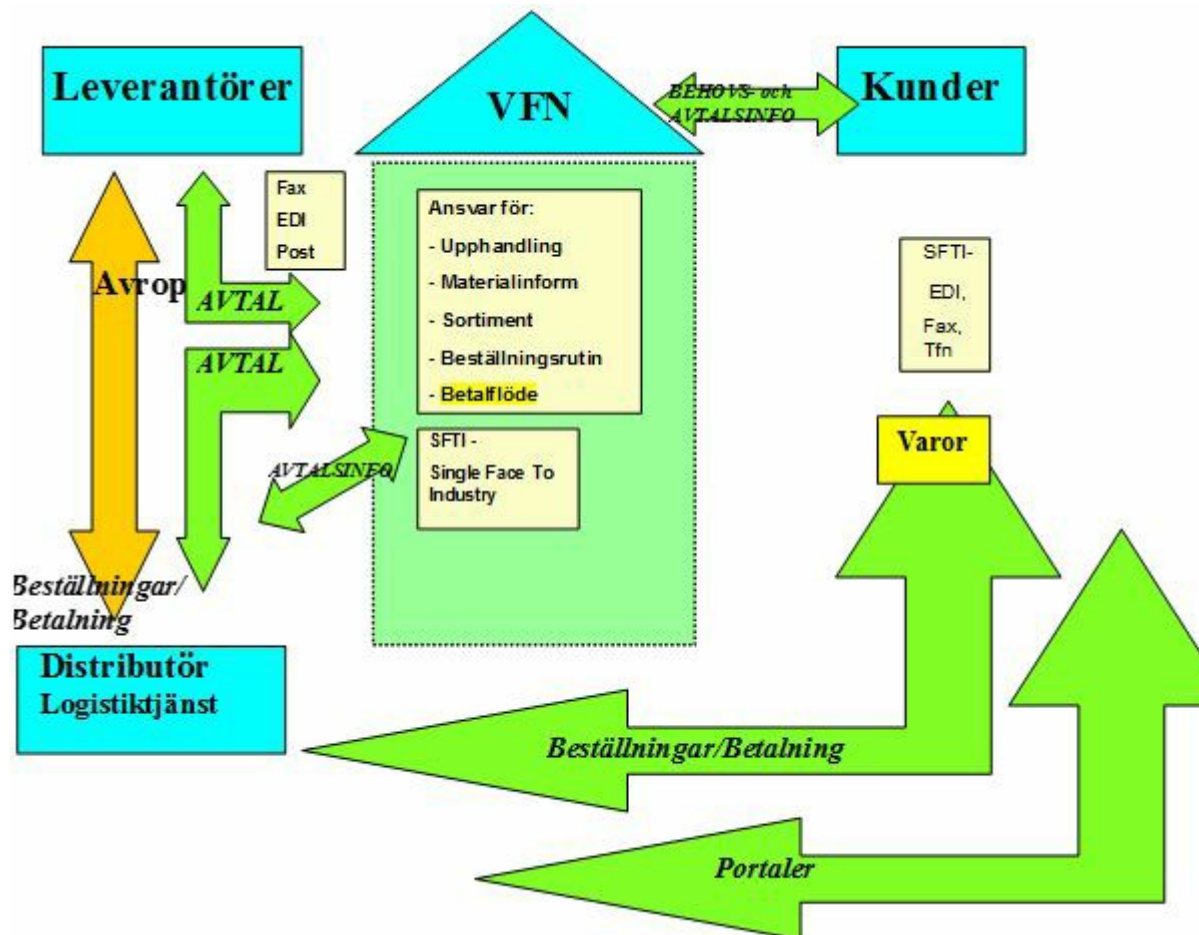 Leverantörer
VFN
BEHOVS- och
AVTALSINFO
Kunder
Fax
EDI
Post
Ansvar för:
- Upphandling
- Materialinform
- Sortiment
- Beställningsrutin
- Betalflöde
SFTI-
EDI,
Fax,
Tfn
Avrop
AVTAL
AVTAL
Varor
SFTI -
Single Face To
Industry
AVTALSINFO
Beställningar/
Betalning
Distributör
Logistiktjänst
Beställningar/Betalning
Portaler